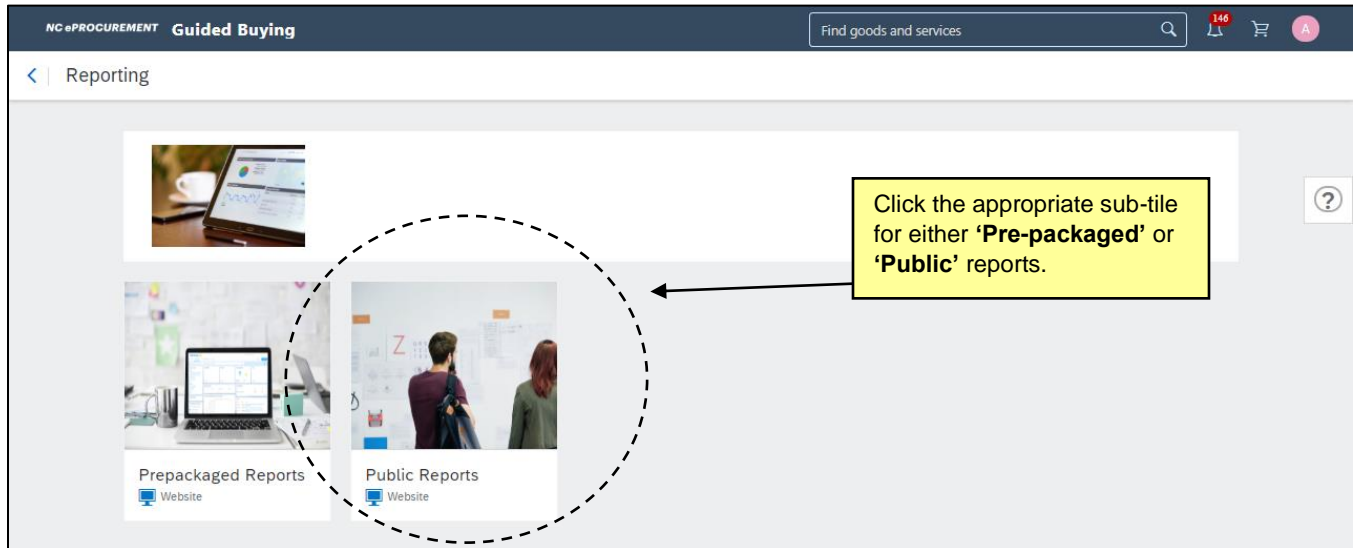 NC ePROCUREMENT Guided Buying
Find goods and services
146
A
Reporting
Click the appropriate sub-tile
for either ‘Pre-packaged’ or
‘Public’ reports.
?
Z
Prepackaged Reports
Website
Public Reports
Website